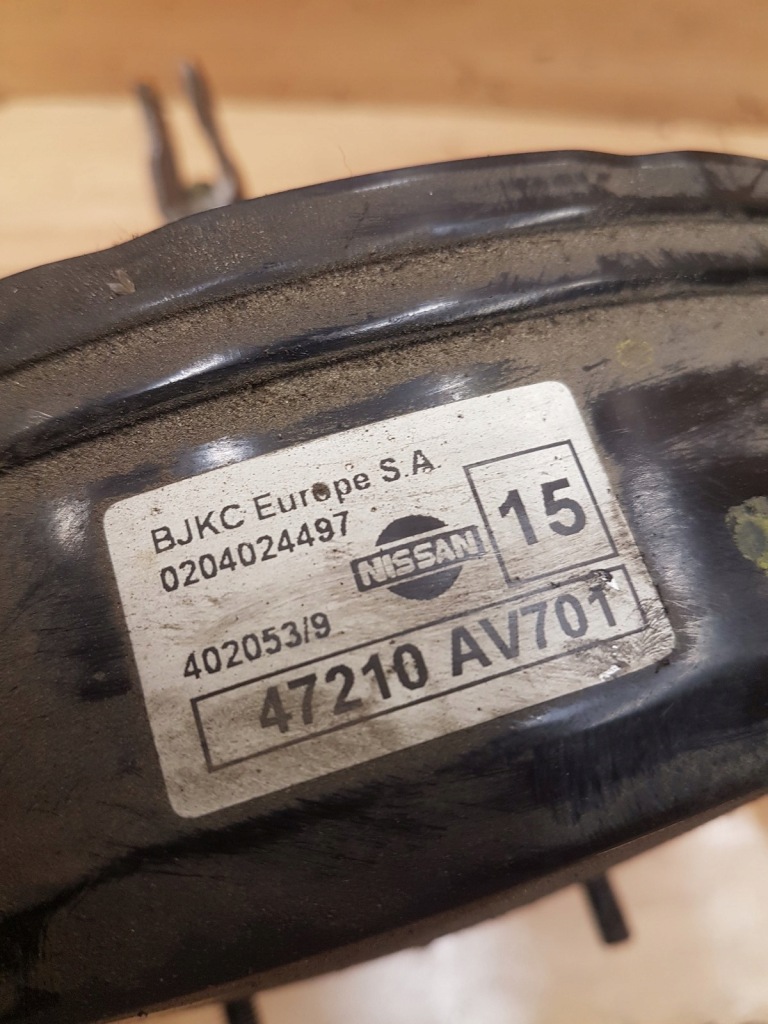 BJKC Europe S.A.
0204024497
NISSAN
15
402053/9
47210 AV701